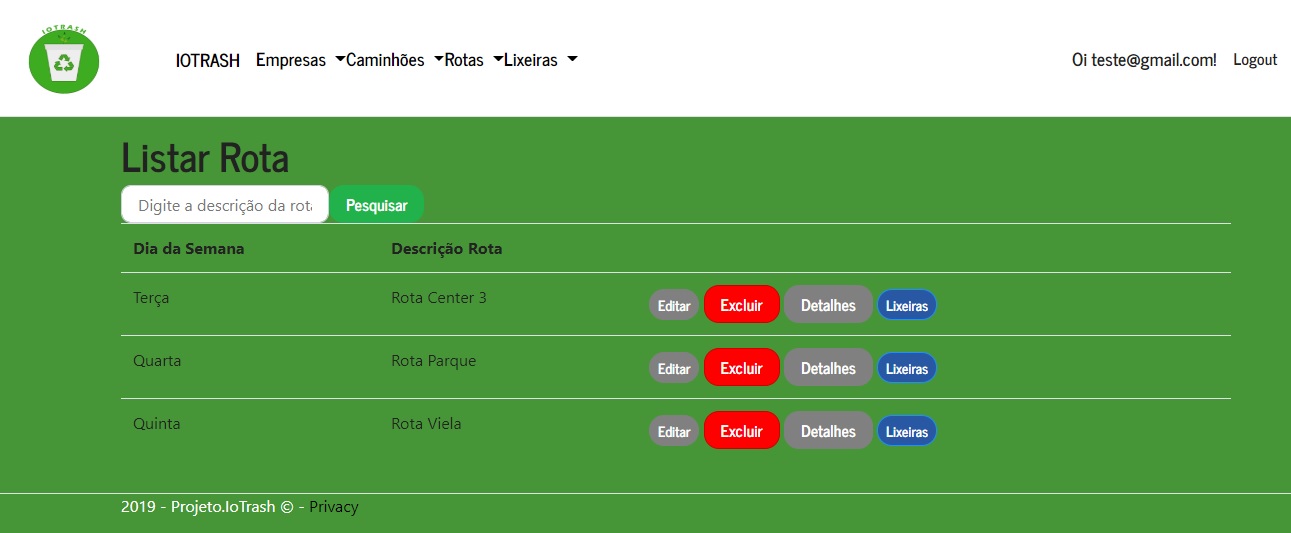 IOTRASH
IOTRASH Empresas Caminhões Rotas Lixeiras Oi teste@gmail.com! Logout
Listar Rota
Digite a descrição da rota Pesquisar
Dia da Semana Descrição Rota
Terça Rota Center 3 Editar Excluir Detalhes Lixeiras
Quarta Rota Parque Editar Excluir Detalhes Lixeiras
Quinta Rota Viela Editar Excluir Detalhes Lixeiras
2019 - Projeto.IoTrash © - Privacy